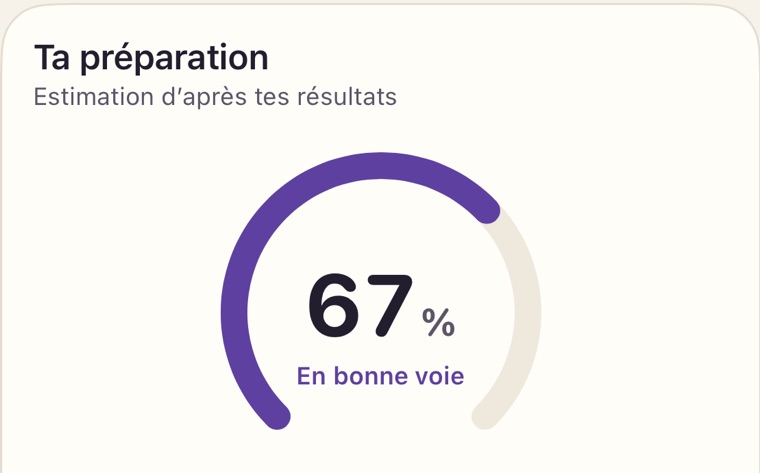 Ta préparation
Estimation d’après tes résultats
67 %
En bonne voie